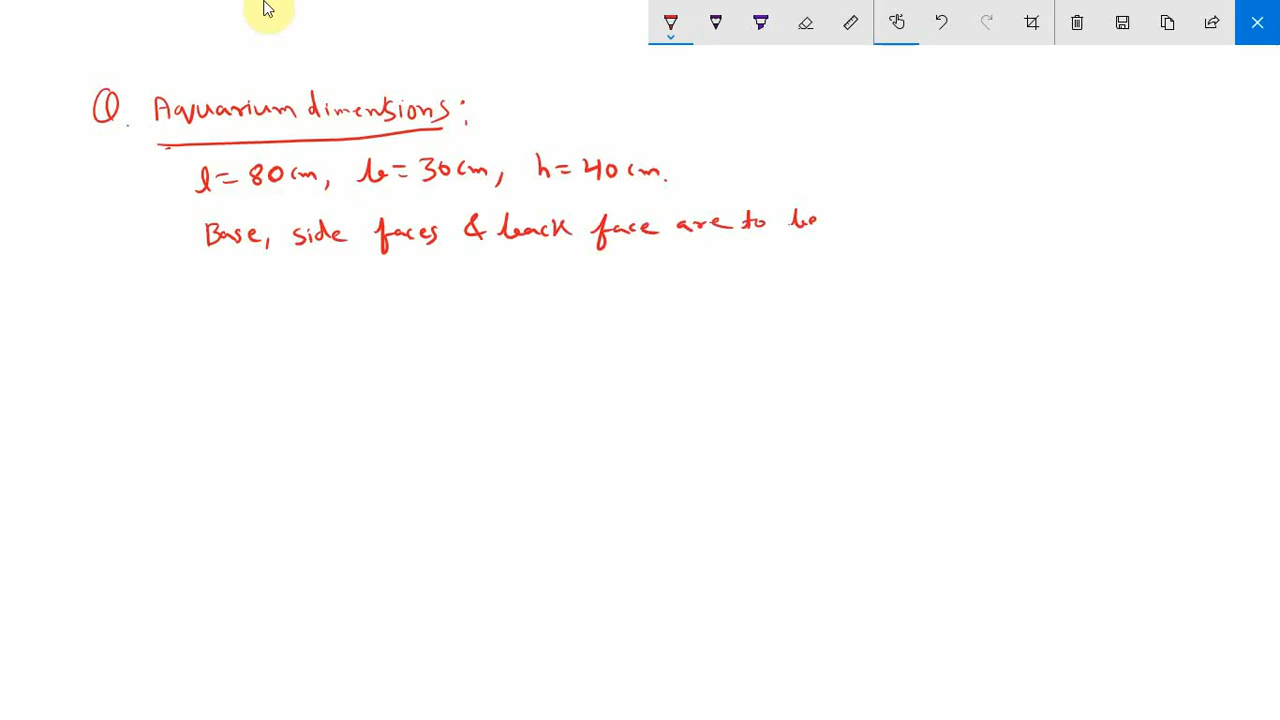 Q. Aquarium dimensions:
l = 80 cm, b = 30 cm, h = 40 cm.
Base, side faces & back face are to be